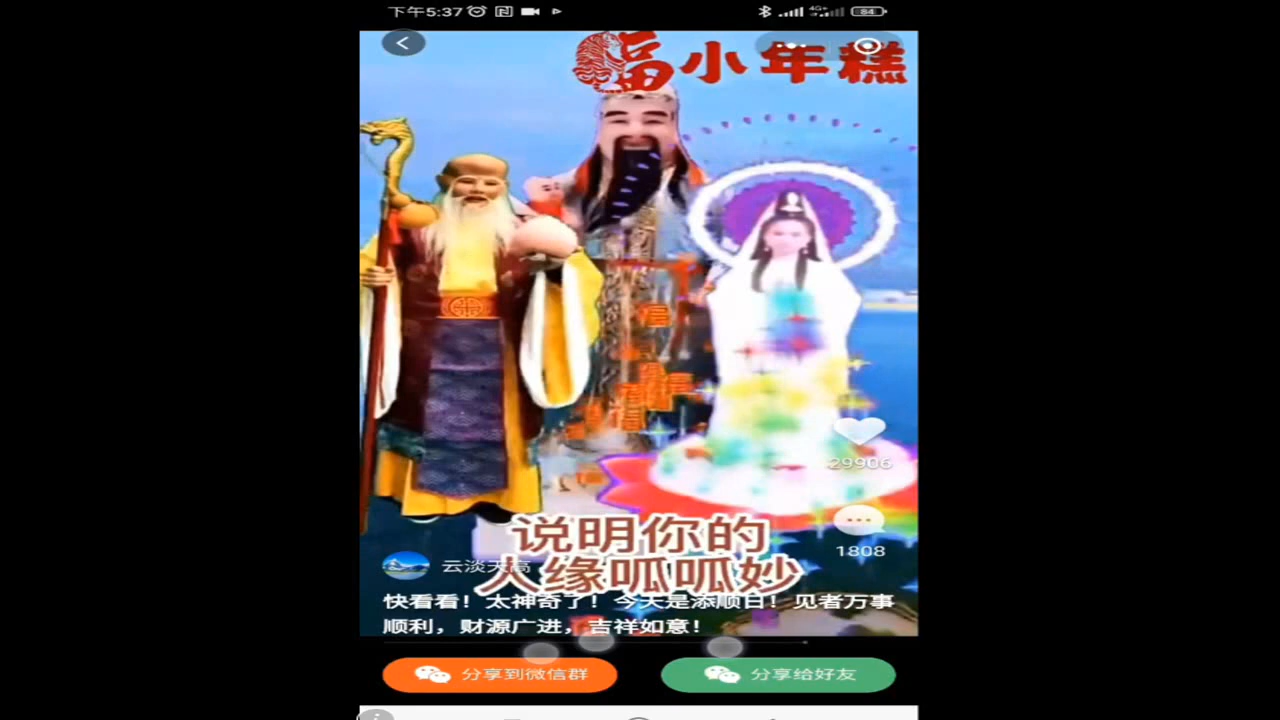 下午5:37
4G+
84
福小年糕
29906
1808
说明你的
人缘呱呱妙
云淡天高
快看看！太神奇了！今天是添顺日！见者万事
顺利，财源广进，吉祥如意！
分享到微信群
分享给好友